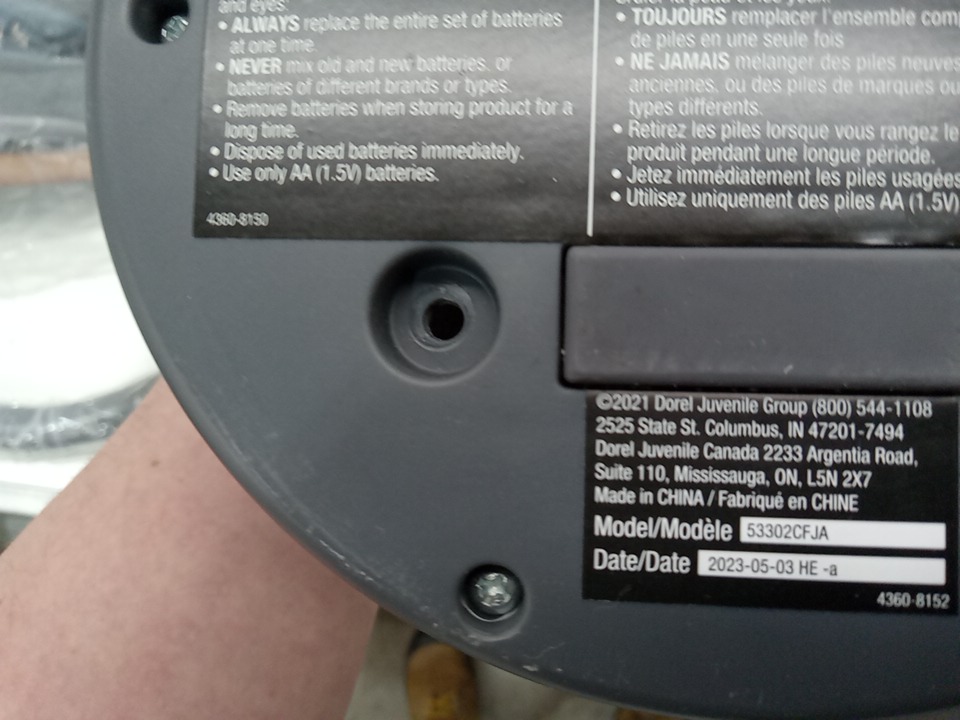 and eyes.
• ALWAYS replace the entire set of batteries
at one time.
• NEVER mix old and new batteries, or
batteries of different brands or types.
• Remove batteries when storing product for a
long time.
• Dispose of used batteries immediately.
• Use only AA (1.5V) batteries.
4360-8150
la peau et les yeux.
• TOUJOURS remplacer l'ensemble com
de piles en une seule fois
• NE JAMAIS mélanger des piles neuves
anciennes, ou des piles de marques ou
types différents.
• Retirez les piles lorsque vous rangez le
produit pendant une longue période.
• Jetez immédiatement les piles usagées
• Utilisez uniquement des piles AA (1.5V)
©2021 Dorel Juvenile Group (800) 544-1108
2525 State St. Columbus, IN 47201-7494
Dorel Juvenile Canada 2233 Argentia Road,
Suite 110, Mississauga, ON, L5N 2X7
Made in CHINA / Fabriqué en CHINE
Model/Modèle 53302CFJA
Date/Date 2023-05-03 HE -a
4360-8152